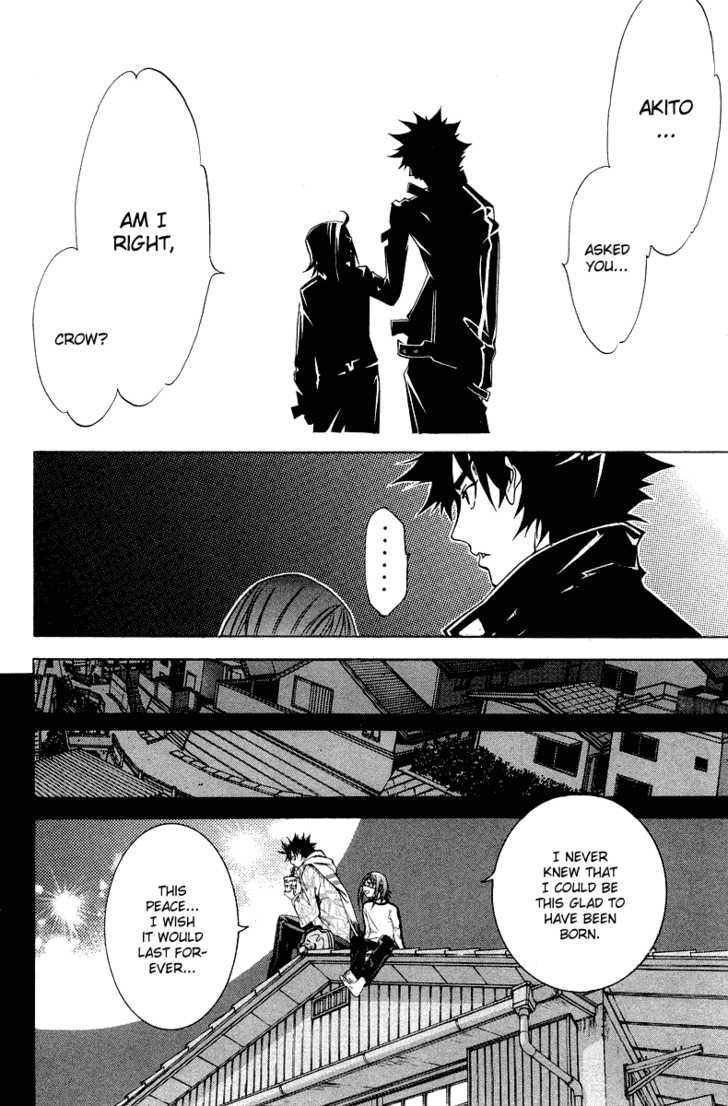 AKITO
...
ASKED
YOU...
AM I
RIGHT,
CROW?
......
I NEVER
KNEW THAT
I COULD BE
THIS GLAD TO
HAVE BEEN
BORN.
THIS
PEACE...
I WISH
IT WOULD
LAST FOR-
EVER...